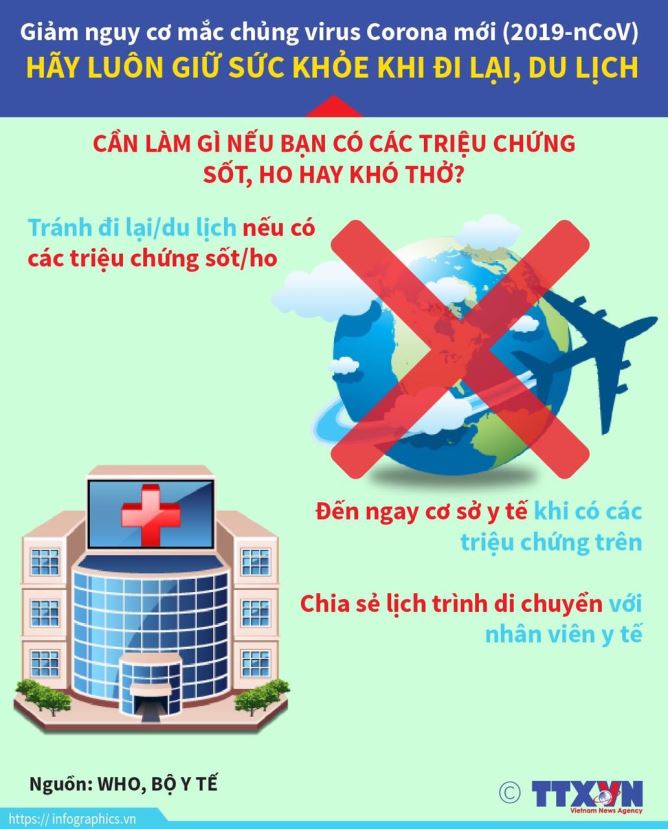 Giảm nguy cơ mắc chủng virus Corona mới (2019-nCoV)
HÃY LUÔN GIỮ SỨC KHỎE KHI ĐI LẠI, DU LỊCH
CẦN LÀM GÌ NẾU BẠN CÓ CÁC TRIỆU CHỨNG
SỐT, HO HAY KHÓ THỞ?
Tránh đi lại/du lịch nếu có
các triệu chứng sốt/ho
Đến ngay cơ sở y tế khi có các
triệu chứng trên
Chia sẻ lịch trình di chuyển với
nhân viên y tế
Nguồn: WHO, BỘ Y TẾ
© TTXVN
Vietnam News Agency
https:// infographics.vn